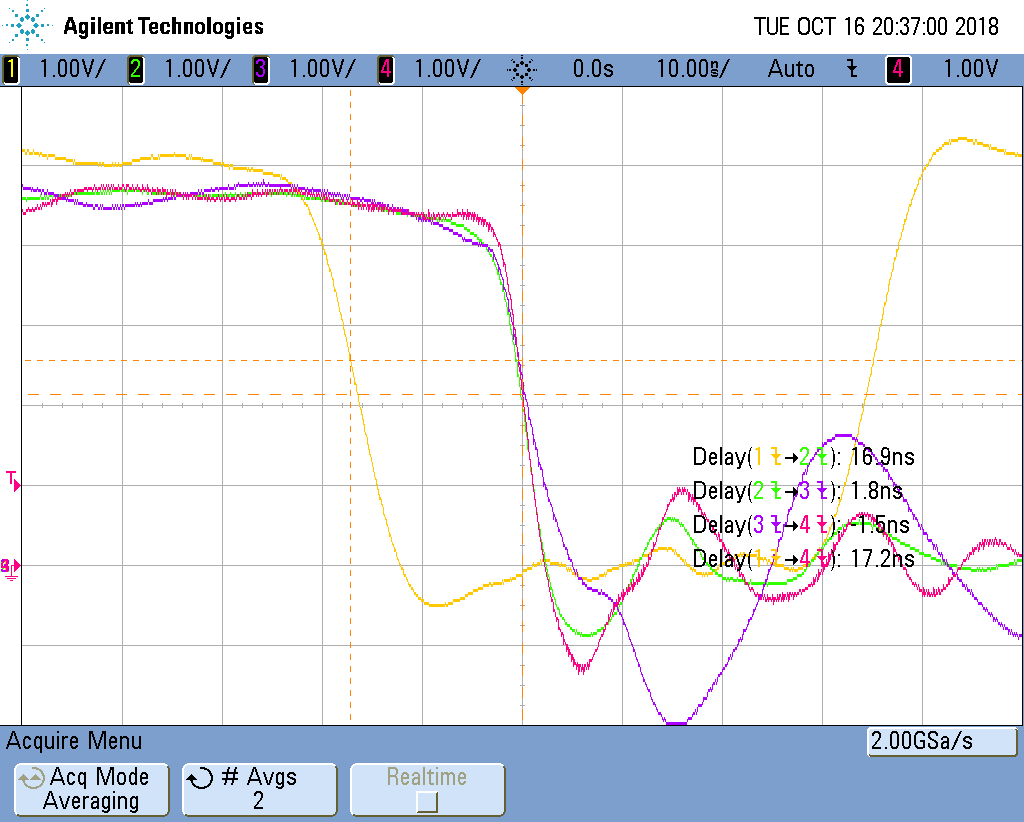 Agilent Technologies
TUE OCT 16 20:37:00 2018
1 1.00V/ 2 1.00V/ 3 1.00V/ 4 1.00V/ 0.0s 10.00ns/ Auto 4 1.00V
Delay(1→2): 16.9ns
Delay(2→3): 1.8ns
Delay(3→4): -1.5ns
Delay(1→4): 17.2ns
T
3
Acquire Menu
2.00GSa/s
Acq Mode
Averaging
# Avgs
2
Realtime